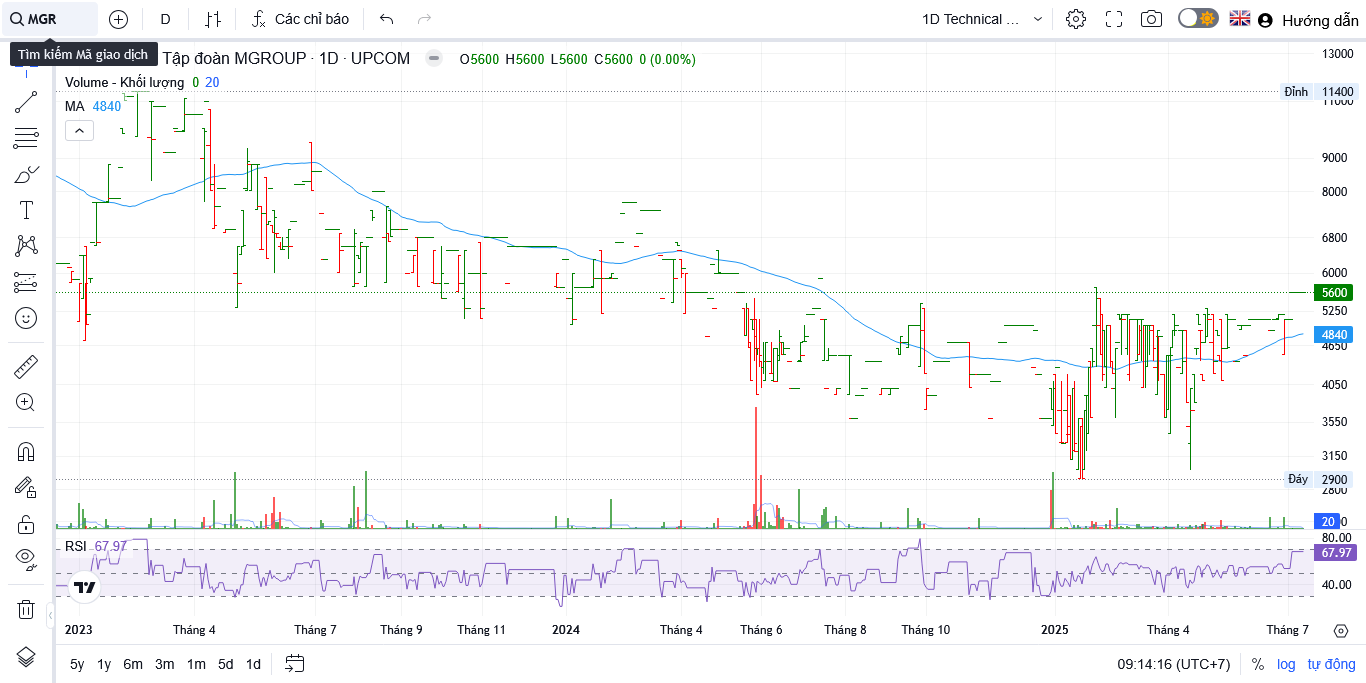 MGR
D
Các chỉ báo
1D Technical ...
Hướng dẫn
Tìm kiếm Mã giao dịch
Tập đoàn MGROUP · 1D · UPCOM
O5600 H5600 L5600 C5600 0 (0.00%)
Volume - Khối lượng 0 20
MA 4840
13000
Đỉnh 11400
11000
9000
8000
6800
6000
5600
5250
4840
4650
4050
3550
3150
Đáy 2900
2800
20
0
RSI 67.97
80.00
67.97
40.00
2023 Tháng 4 Tháng 7 Tháng 9 Tháng 11 2024 Tháng 4 Tháng 6 Tháng 8 Tháng 10 2025 Tháng 4 Tháng 7
5y 1y 6m 3m 1m 5d 1d
09:14:16 (UTC+7) % log tự động